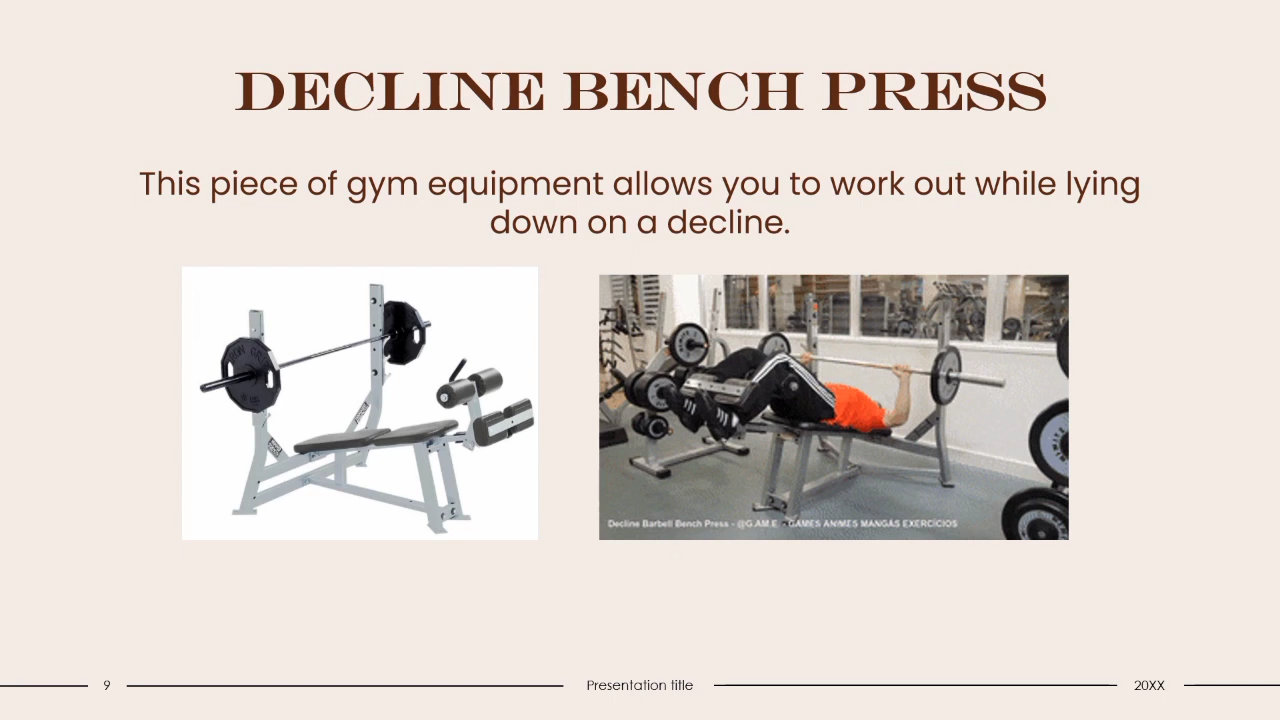 DECLINE BENCH PRESS
This piece of gym equipment allows you to work out while lying
down on a decline.
Decline Barbell Bench Press - @G.AM.E - GAMES ANIMES MANGÁS EXERCÍCIOS
9 Presentation title 20XX